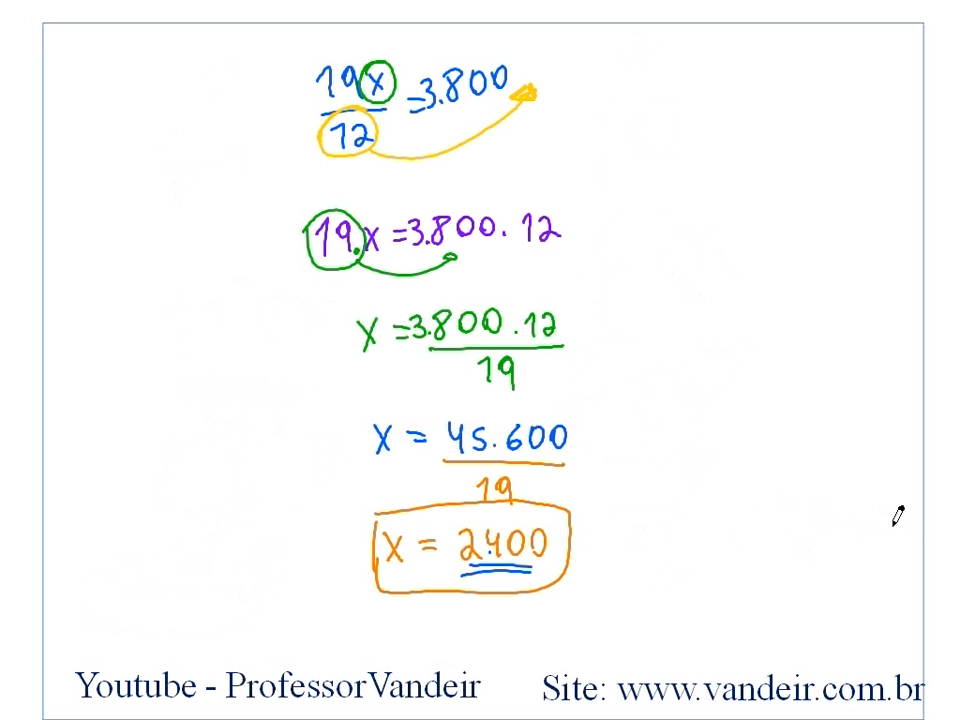 19x
12
=3.800
19.x =3.800.12
x =3.800.12
19
x = 45.600
19
x = 2.400
Youtube - ProfessorVandeir
Site: www.vandeir.com.br